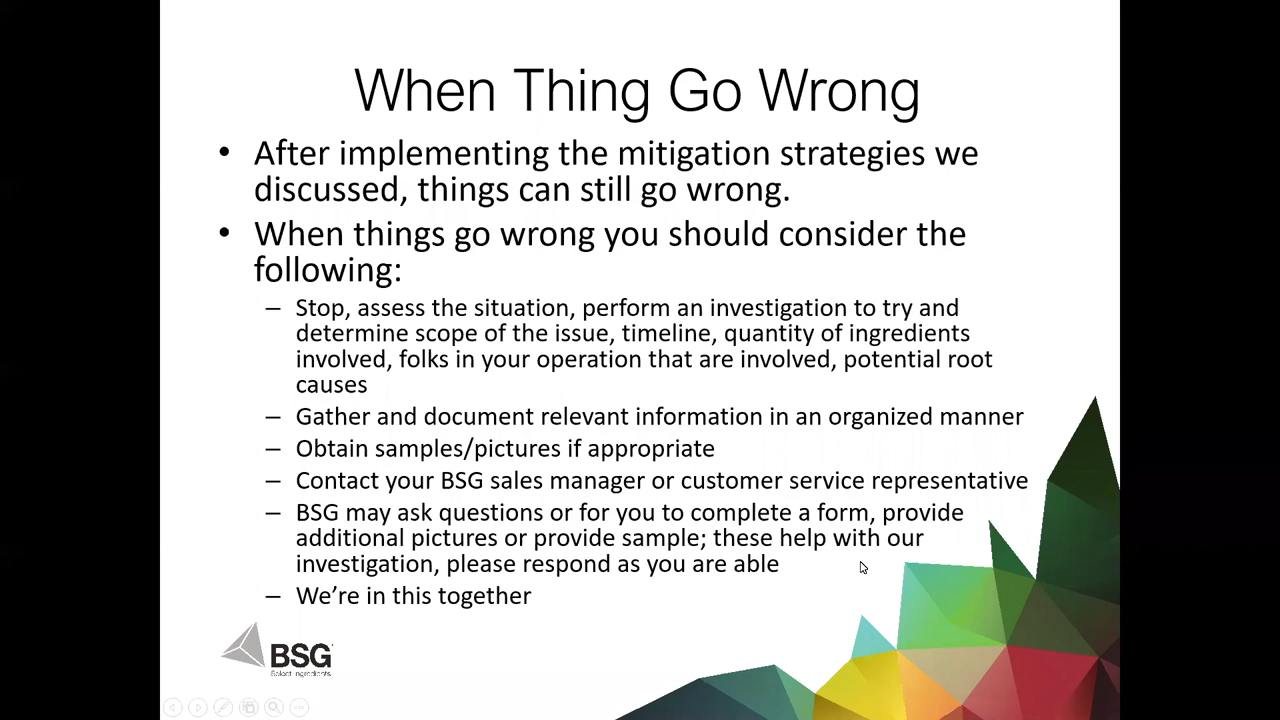 When Thing Go Wrong
• After implementing the mitigation strategies we
discussed, things can still go wrong.
• When things go wrong you should consider the
following:
– Stop, assess the situation, perform an investigation to try and
determine scope of the issue, timeline, quantity of ingredients
involved, folks in your operation that are involved, potential root
causes
– Gather and document relevant information in an organized manner
– Obtain samples/pictures if appropriate
– Contact your BSG sales manager or customer service representative
– BSG may ask questions or for you to complete a form, provide
additional pictures or provide sample; these help with our
investigation, please respond as you are able
– We’re in this together
BSG
Select Ingredients